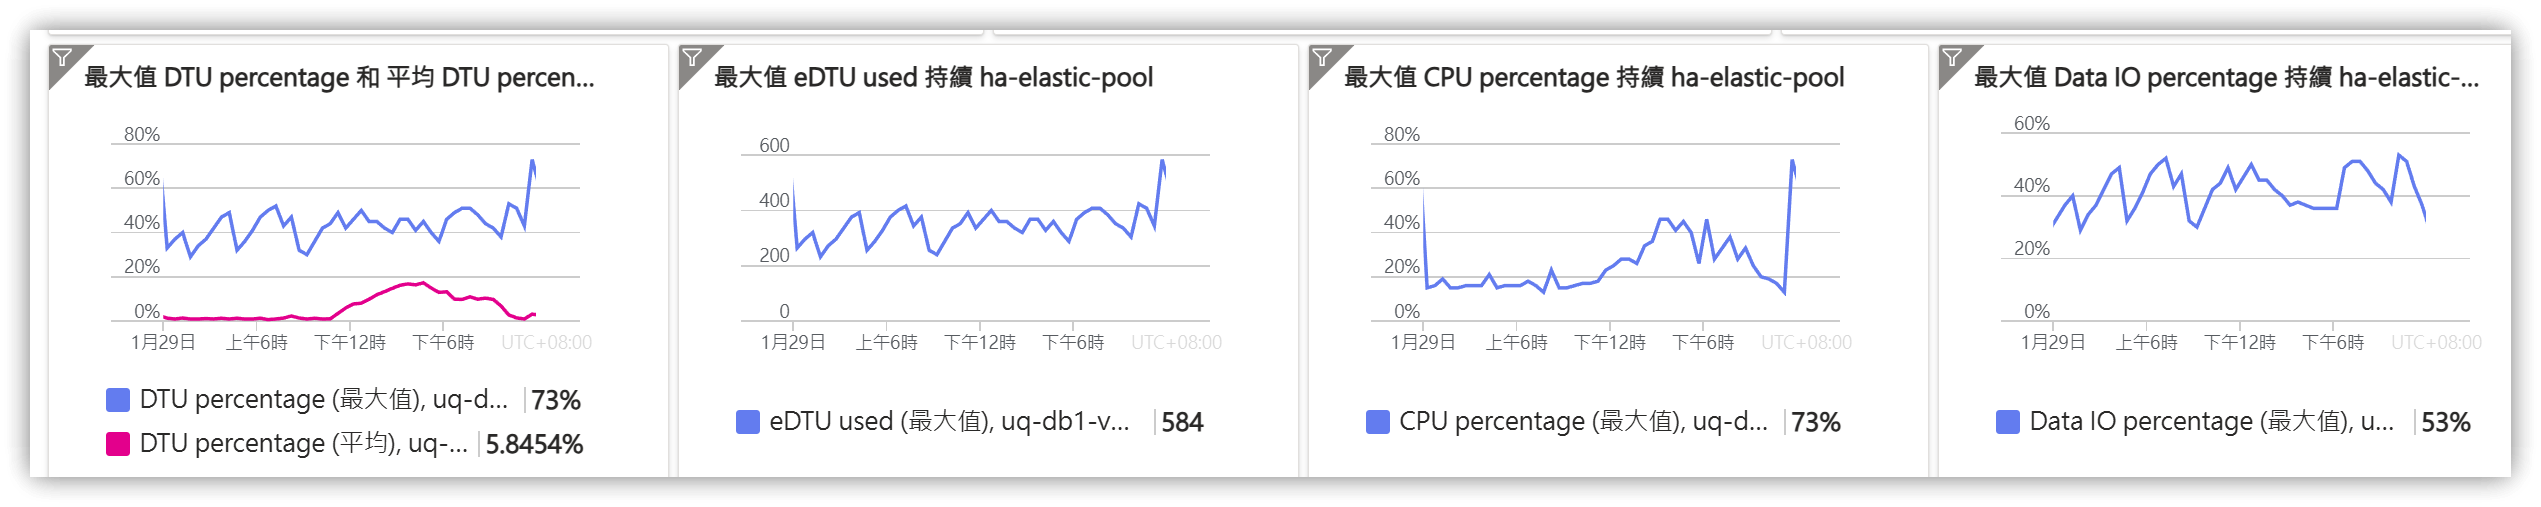 最大值 DTU percentage 和 平均 DTU percen...
80%
60%
40%
20%
0%
1月29日 上午6時 下午12時 下午6時 UTC+08:00
DTU percentage (最大值), uq-d... 73%
DTU percentage (平均), uq-... 5.8454%
最大值 eDTU used 持續 ha-elastic-pool
600
400
200
0
1月29日 上午6時 下午12時 下午6時 UTC+08:00
eDTU used (最大值), uq-db1-v... 584
最大值 CPU percentage 持續 ha-elastic-pool
80%
60%
40%
20%
0%
1月29日 上午6時 下午12時 下午6時 UTC+08:00
CPU percentage (最大值), uq-d... 73%
最大值 Data IO percentage 持續 ha-elastic-...
60%
40%
20%
0%
1月29日 上午6時 下午12時 下午6時 UTC+08:00
Data IO percentage (最大值), u... 53%